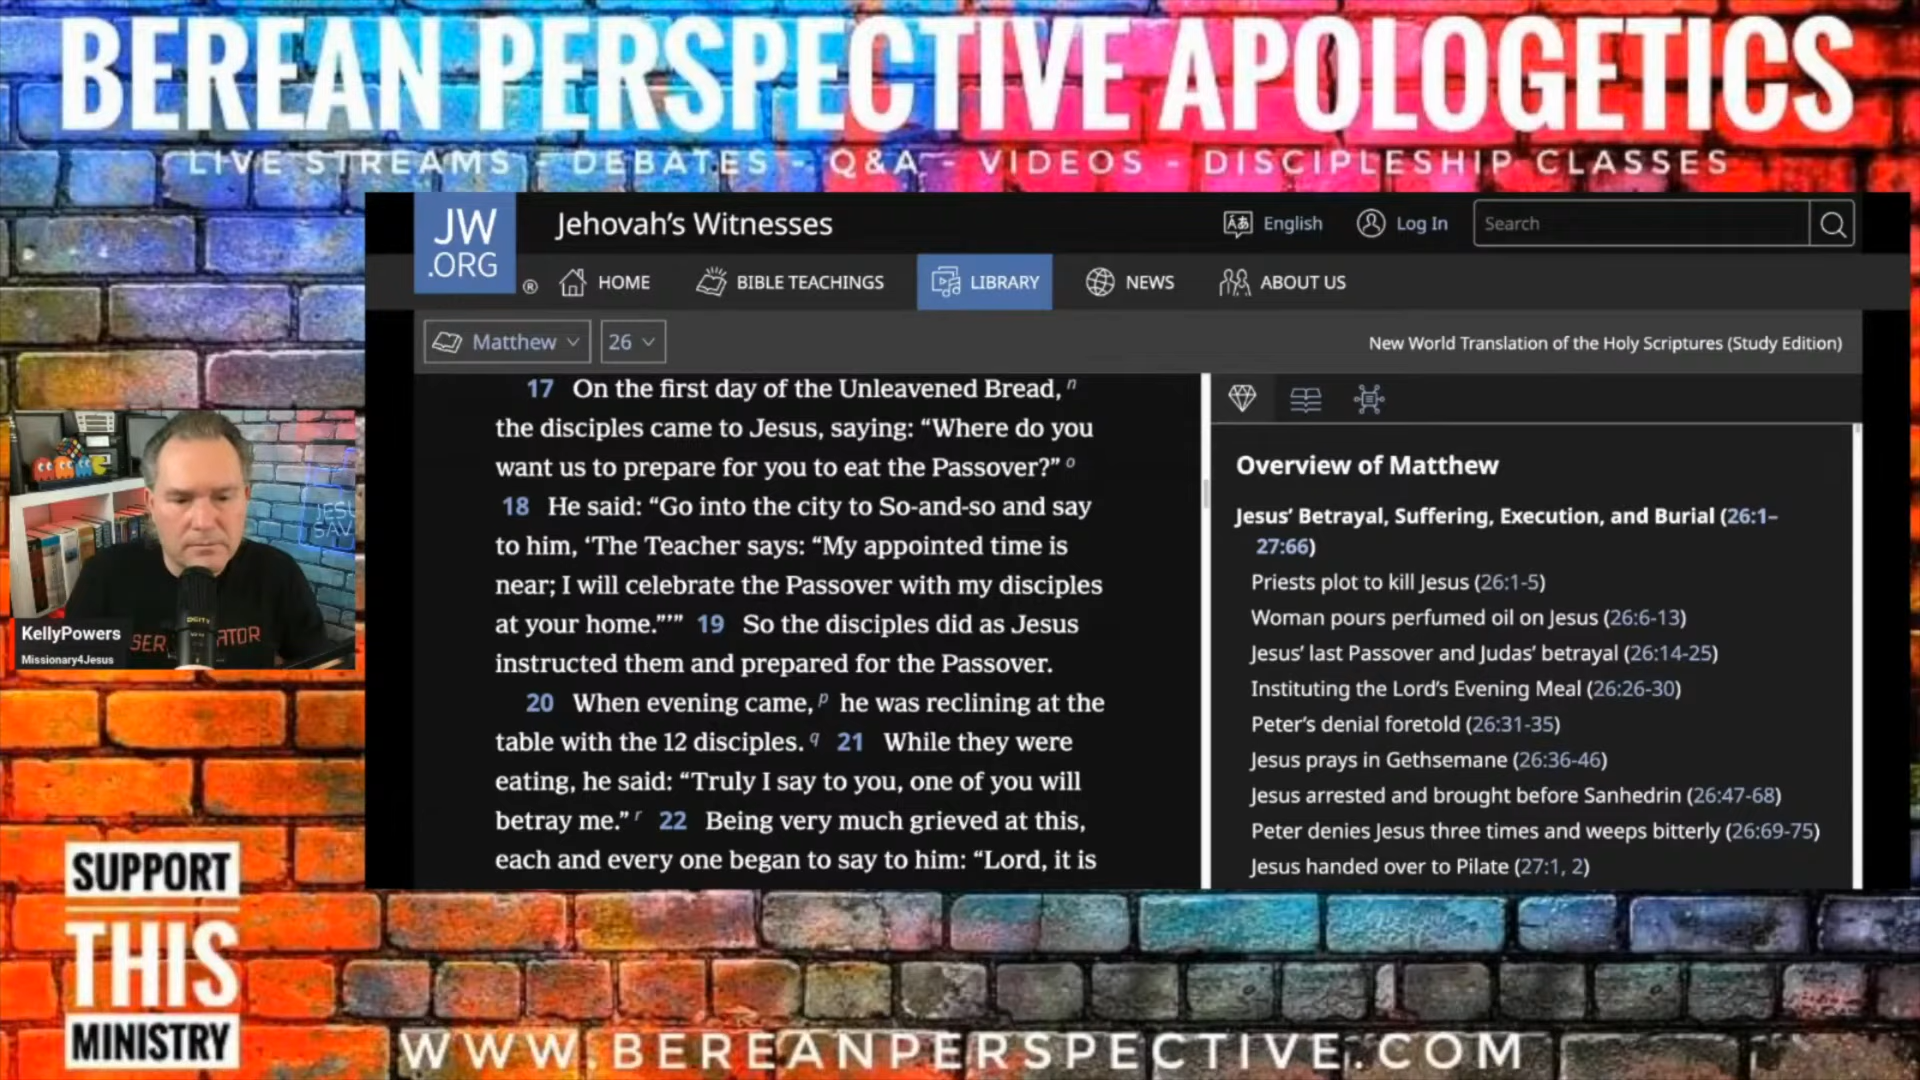 BEREAN PERSPECTIVE APOLOGETICS
LIVE STREAMS - DEBATES - Q&A - VIDEOS - DISCIPLESHIP CLASSES
JW
.ORG
®
Jehovah’s Witnesses
English
Log In
Search
HOME
BIBLE TEACHINGS
LIBRARY
NEWS
ABOUT US
Matthew
26
New World Translation of the Holy Scriptures (Study Edition)
17 On the first day of the Unleavened Bread, n
the disciples came to Jesus, saying: “Where do you
want us to prepare for you to eat the Passover?” o
18 He said: “Go into the city to So-and-so and say
to him, ‘The Teacher says: “My appointed time is
near; I will celebrate the Passover with my disciples
at your home.”’” 19 So the disciples did as Jesus
instructed them and prepared for the Passover.
20 When evening came, p he was reclining at the
table with the 12 disciples. q 21 While they were
eating, he said: “Truly I say to you, one of you will
betray me.” r 22 Being very much grieved at this,
each and every one began to say to him: “Lord, it is
Overview of Matthew
Jesus’ Betrayal, Suffering, Execution, and Burial (26:1–
27:66)
Priests plot to kill Jesus (26:1-5)
Woman pours perfumed oil on Jesus (26:6-13)
Jesus’ last Passover and Judas’ betrayal (26:14-25)
Instituting the Lord’s Evening Meal (26:26-30)
Peter’s denial foretold (26:31-35)
Jesus prays in Gethsemane (26:36-46)
Jesus arrested and brought before Sanhedrin (26:47-68)
Peter denies Jesus three times and weeps bitterly (26:69-75)
Jesus handed over to Pilate (27:1, 2)
KellyPowers
Missionary4Jesus
SUPPORT
THIS
MINISTRY
WWW.BEREANPERSPECTIVE.COM